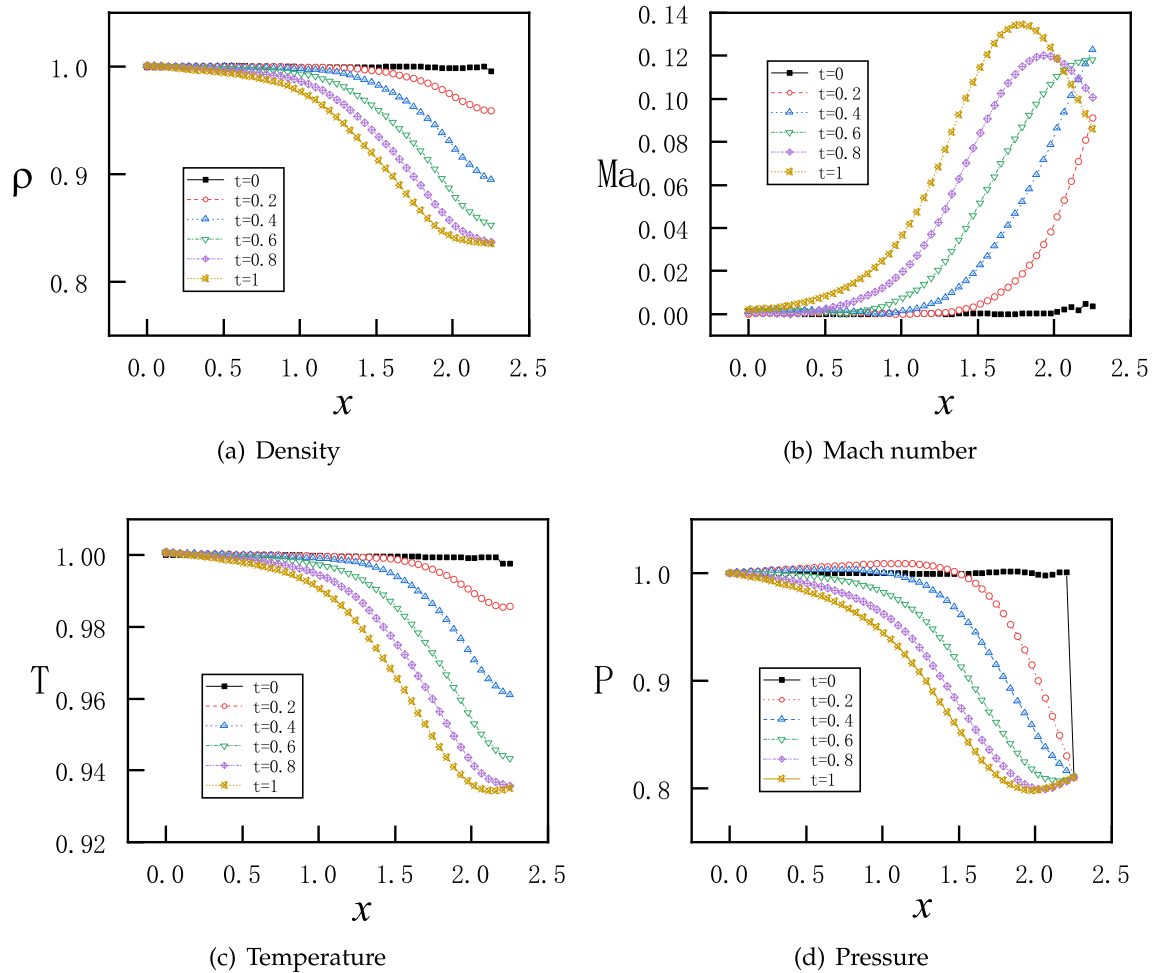 1.0
0.9
0.8
ρ
t=0
t=0.2
t=0.4
t=0.6
t=0.8
t=1
0.0 0.5 1.0 1.5 2.0 2.5
x
(a) Density
0.14
0.12
0.10
0.08
0.06
0.04
0.02
0.00
Ma
t=0
t=0.2
t=0.4
t=0.6
t=0.8
t=1
0.0 0.5 1.0 1.5 2.0 2.5
x
(b) Mach number
1.00
0.98
0.96
0.94
0.92
T
t=0
t=0.2
t=0.4
t=0.6
t=0.8
t=1
0.0 0.5 1.0 1.5 2.0 2.5
x
(c) Temperature
1.0
0.9
0.8
P
t=0
t=0.2
t=0.4
t=0.6
t=0.8
t=1
0.0 0.5 1.0 1.5 2.0 2.5
x
(d) Pressure